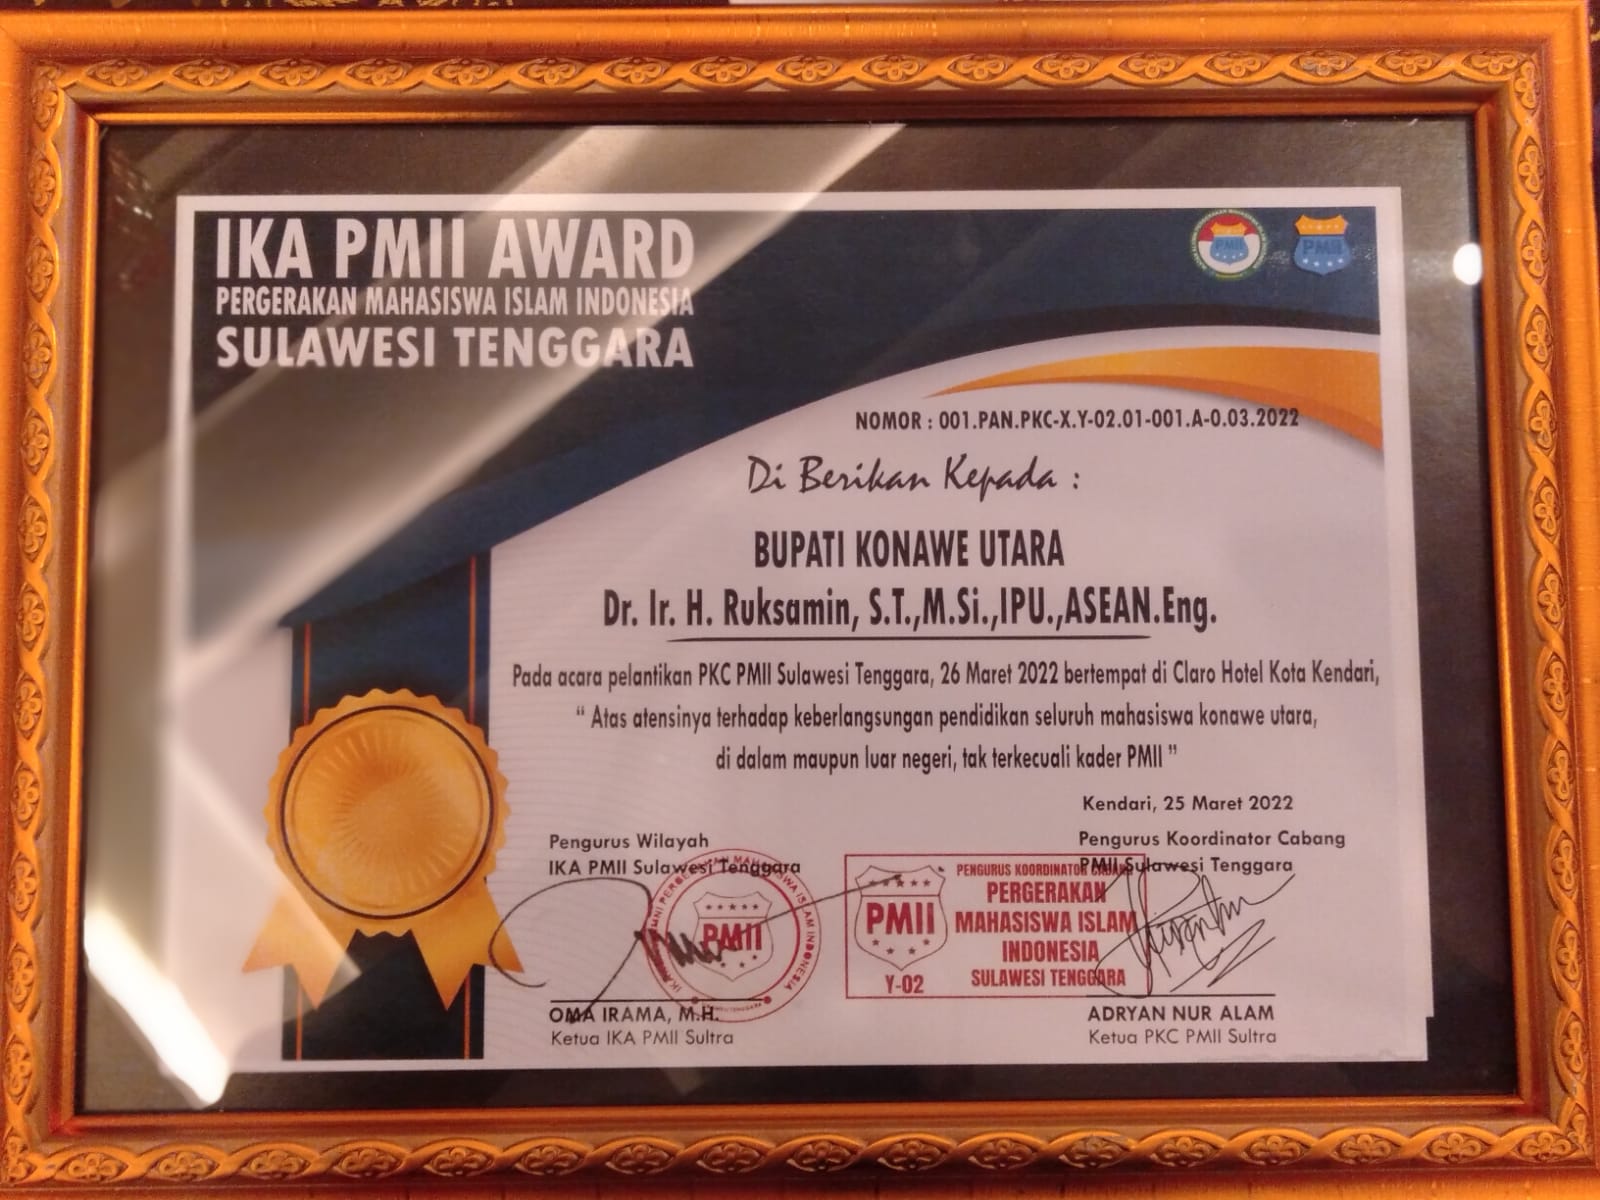 IKA PMII AWARD
PERGERAKAN MAHASISWA ISLAM INDONESIA
SULAWESI TENGGARA
PMII
PMII
NOMOR : 001.PAN.PKC-X.Y-02.01-001.A-0.03.2022
Di Berikan Kepada :
BUPATI KONAWE UTARA
Dr. Ir. H. Ruksamin, S.T.,M.Si.,IPU.,ASEAN.Eng.
Pada acara pelantikan PKC PMII Sulawesi Tenggara, 26 Maret 2022 bertempat di Claro Hotel Kota Kendari,
“ Atas atensinya terhadap keberlangsungan pendidikan seluruh mahasiswa konawe utara,
di dalam maupun luar negeri, tak terkecuali kader PMII ”
Kendari, 25 Maret 2022
Pengurus Wilayah
IKA PMII Sulawesi Tenggara
PMII
OMA IRAMA, M.H.
Ketua IKA PMII Sultra
PMII
Y-02
PENGURUS KOORDINATOR CABANG
PERGERAKAN
MAHASISWA ISLAM
INDONESIA
SULAWESI TENGGARA
Pengurus Koordinator Cabang
PMII Sulawesi Tenggara
ADRYAN NUR ALAM
Ketua PKC PMII Sultra